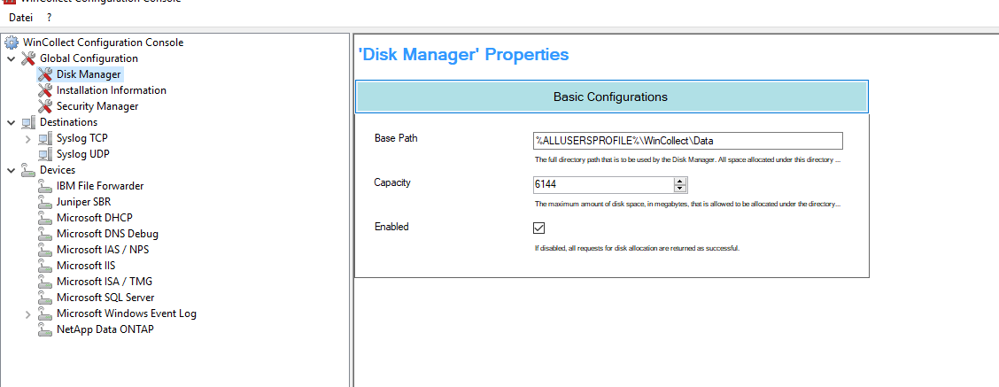 WinCollect Configuration Console
Datei ?
WinCollect Configuration Console
Global Configuration
Disk Manager
Installation Information
Security Manager
Destinations
Syslog TCP
Syslog UDP
Devices
IBM File Forwarder
Juniper SBR
Microsoft DHCP
Microsoft DNS Debug
Microsoft IAS / NPS
Microsoft IIS
Microsoft ISA / TMG
Microsoft SQL Server
Microsoft Windows Event Log
NetApp Data ONTAP
'Disk Manager' Properties
Basic Configurations
Base Path %ALLUSERSPROFILE%\WinCollect\Data
The full directory path that is to be used by the Disk Manager. All space allocated under this directory ...
Capacity 6144
The maximum amount of disk space, in megabytes, that is allowed to be allocated under the directory...
Enabled
If disabled, all requests for disk allocation are returned as successful.